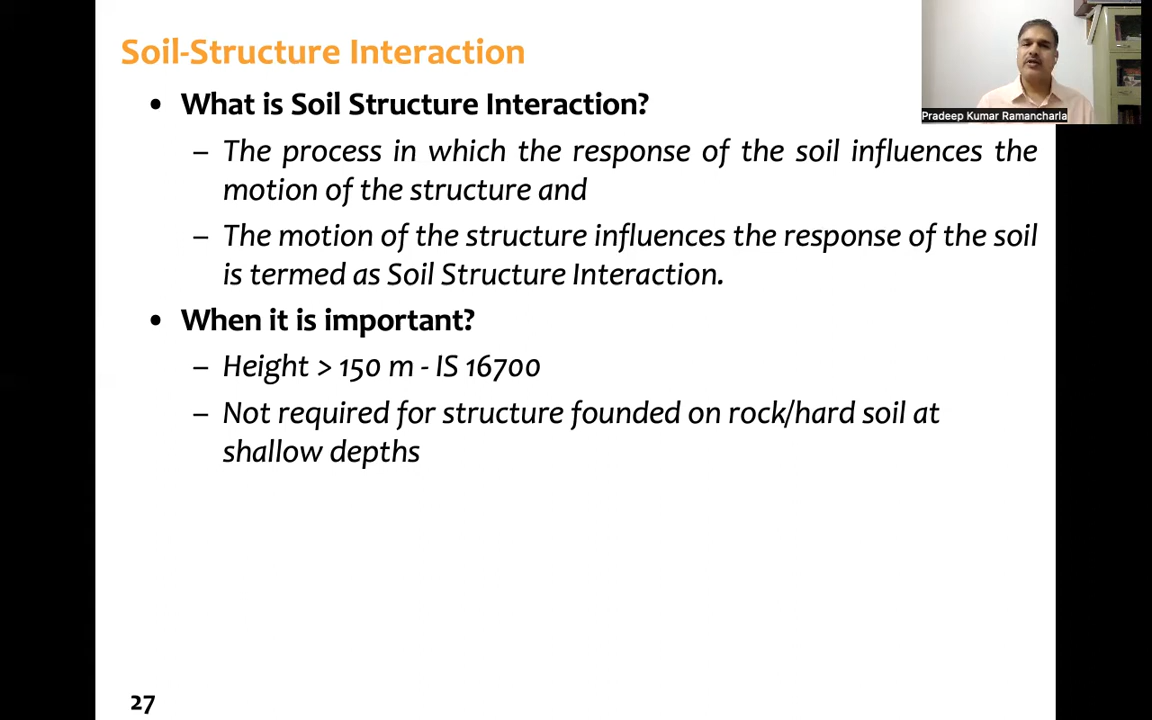 Soil-Structure Interaction
Pradeep Kumar Ramancharla
• What is Soil Structure Interaction?
– The process in which the response of the soil influences the
motion of the structure and
– The motion of the structure influences the response of the soil
is termed as Soil Structure Interaction.
• When it is important?
– Height > 150 m - IS 16700
– Not required for structure founded on rock/hard soil at
shallow depths
27